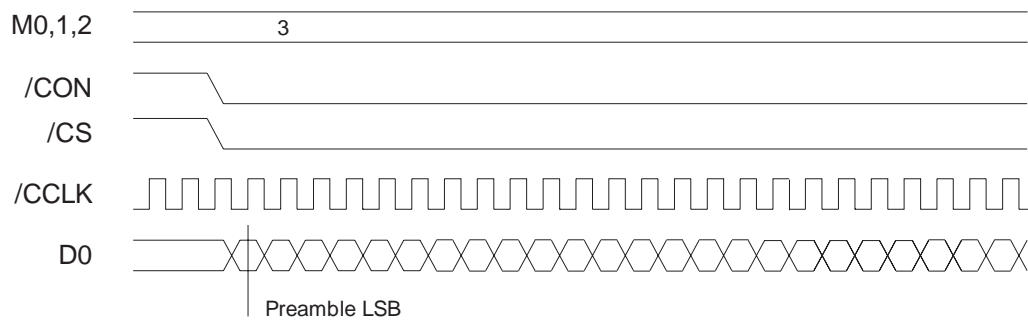 M0,1,2
3
/CON
/CS
/CCLK
D0
Preamble LSB